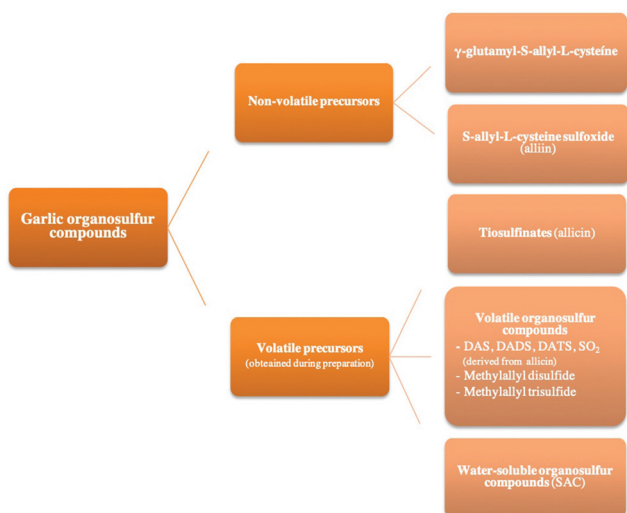 γ-glutamyl-S-allyl-L-cysteíne
Non-volatile precursors
S-allyl-L-cysteine sulfoxide
(alliin)
Garlic organosulfur
compounds
Tiosulfinates (allicin)
Volatile precursors
(obteained during preparation)
Volatile organosulfur
compounds
- DAS, DADS, DATS, SO₂
(derived from allicin)
- Methylallyl disulfide
- Methylallyl trisulfide
Water-soluble organosulfur
compounds (SAC)